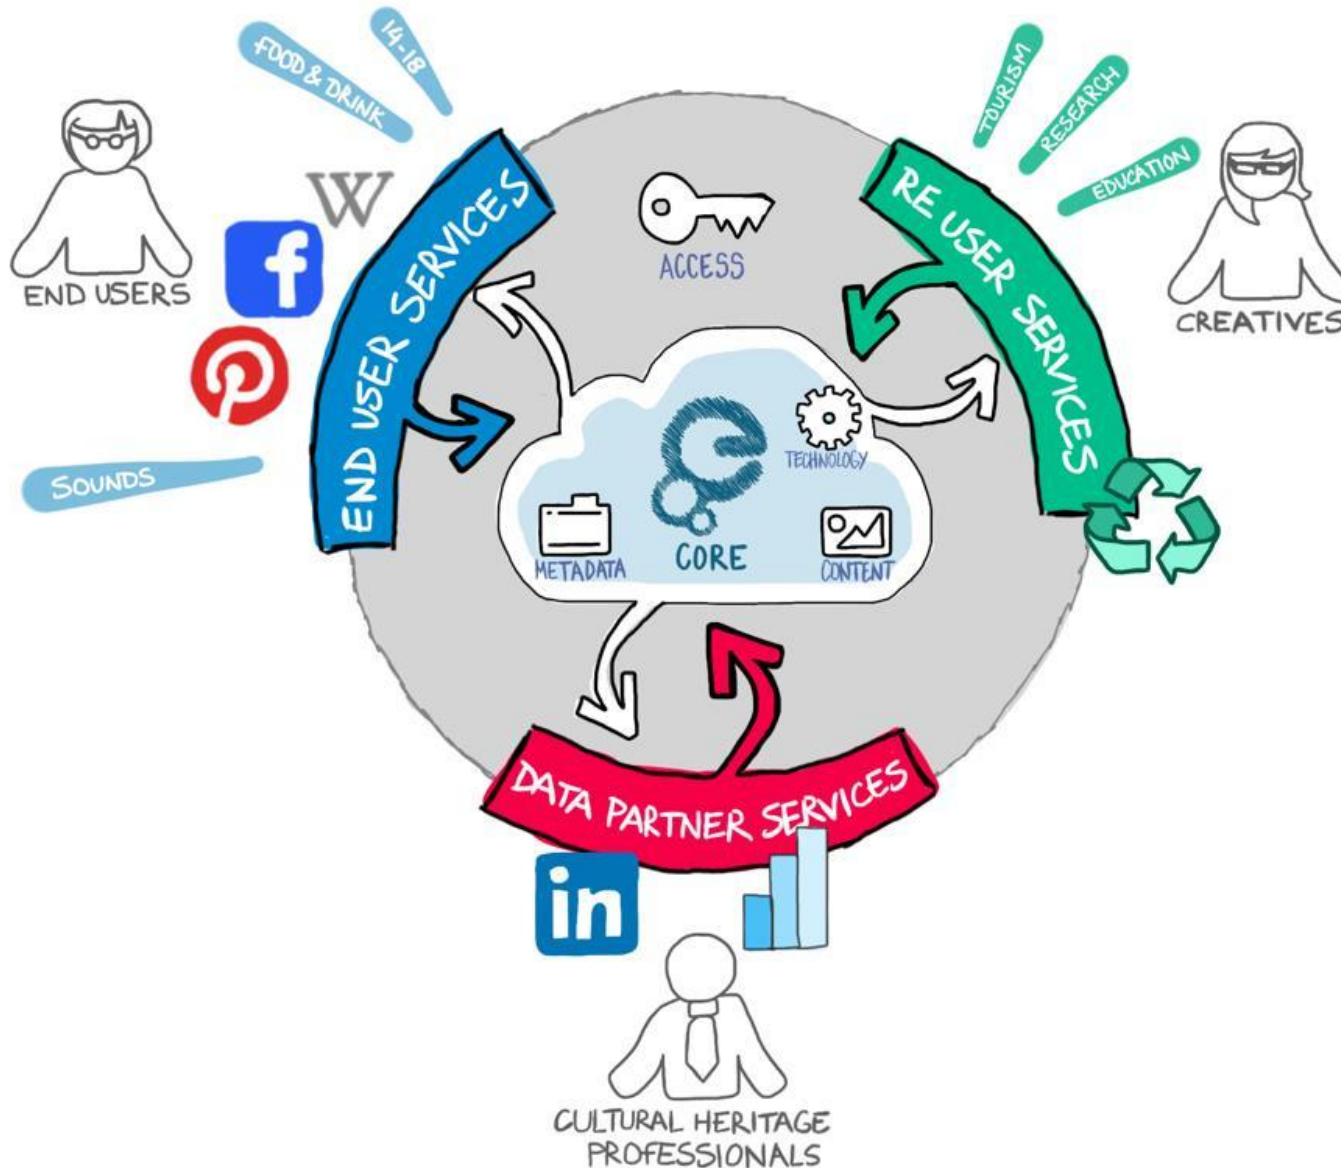 14-18
FOOD & DRINK
TOURISM
RESEARCH
EDUCATION
W
f
END USERS
END USER SERVICES
ACCESS
RE USER SERVICES
CREATIVES
SOUNDS
TECHNOLOGY
METADATA
CORE
CONTENT
DATA PARTNER SERVICES
in
CULTURAL HERITAGE
PROFESSIONALS